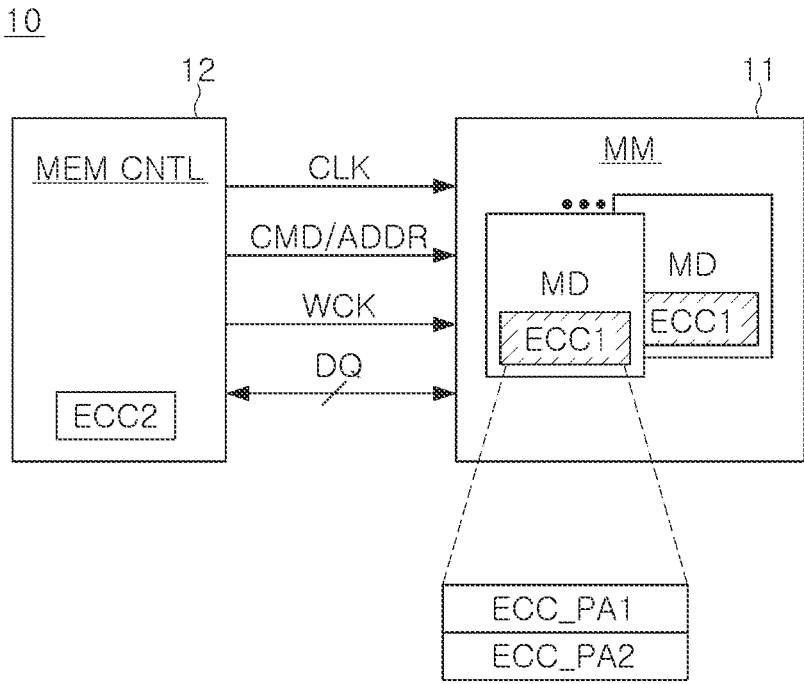 10
12
11
MEM CNTL
MM
CLK
CMD/ADDR
WCK
DQ
MD
MD
ECC1
ECC1
ECC2
ECC_PA1
ECC_PA2